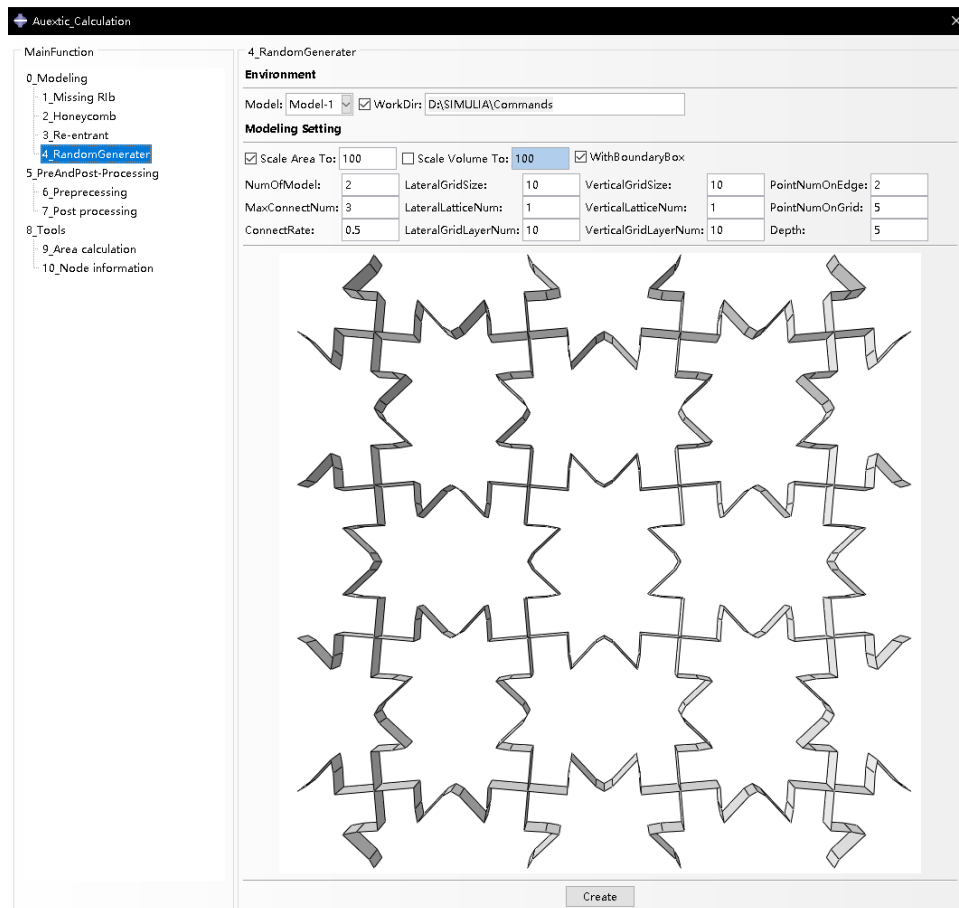 Auextic_Calculation
MainFunction
0_Modeling
1_Missing RIb
2_Honeycomb
3_Re-entrant
4_RandomGenerater
5_PreAndPost-Processing
6_Preprecessing
7_Post processing
8_Tools
9_Area calculation
10_Node information
4_RandomGenerater
Environment
Model: Model-1 WorkDir: D:\SIMULIA\Commands
Modeling Setting
Scale Area To: 100 Scale Volume To: 100 WithBoundaryBox
NumOfModel: 2 LateralGridSize: 10 VerticalGridSize: 10 PointNumOnEdge: 2
MaxConnectNum: 3 LateralLatticeNum: 1 VerticalLatticeNum: 1 PointNumOnGrid: 5
ConnectRate: 0.5 LateralGridLayerNum: 10 VerticalGridLayerNum: 10 Depth: 5
Create